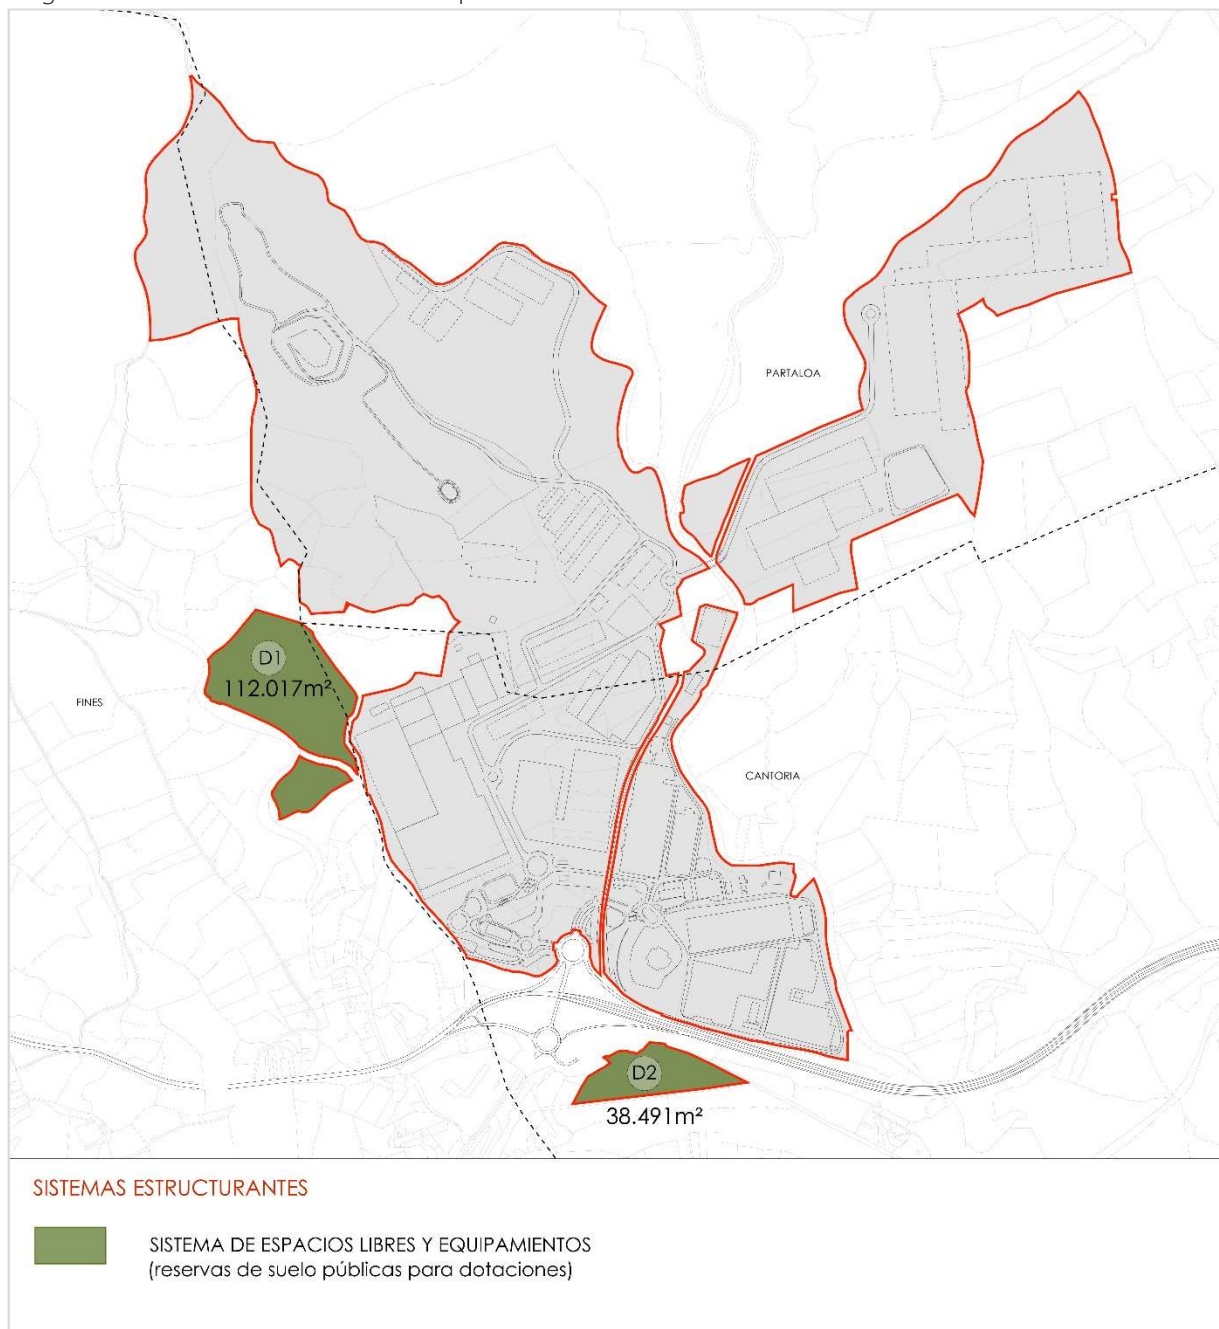 PARTALOA
D1
112.017m²
FINES
CANTORIA
D2
38.491m²
SISTEMAS ESTRUCTURANTES
SISTEMA DE ESPACIOS LIBRES Y EQUIPAMIENTOS
(reservas de suelo públicas para dotaciones)